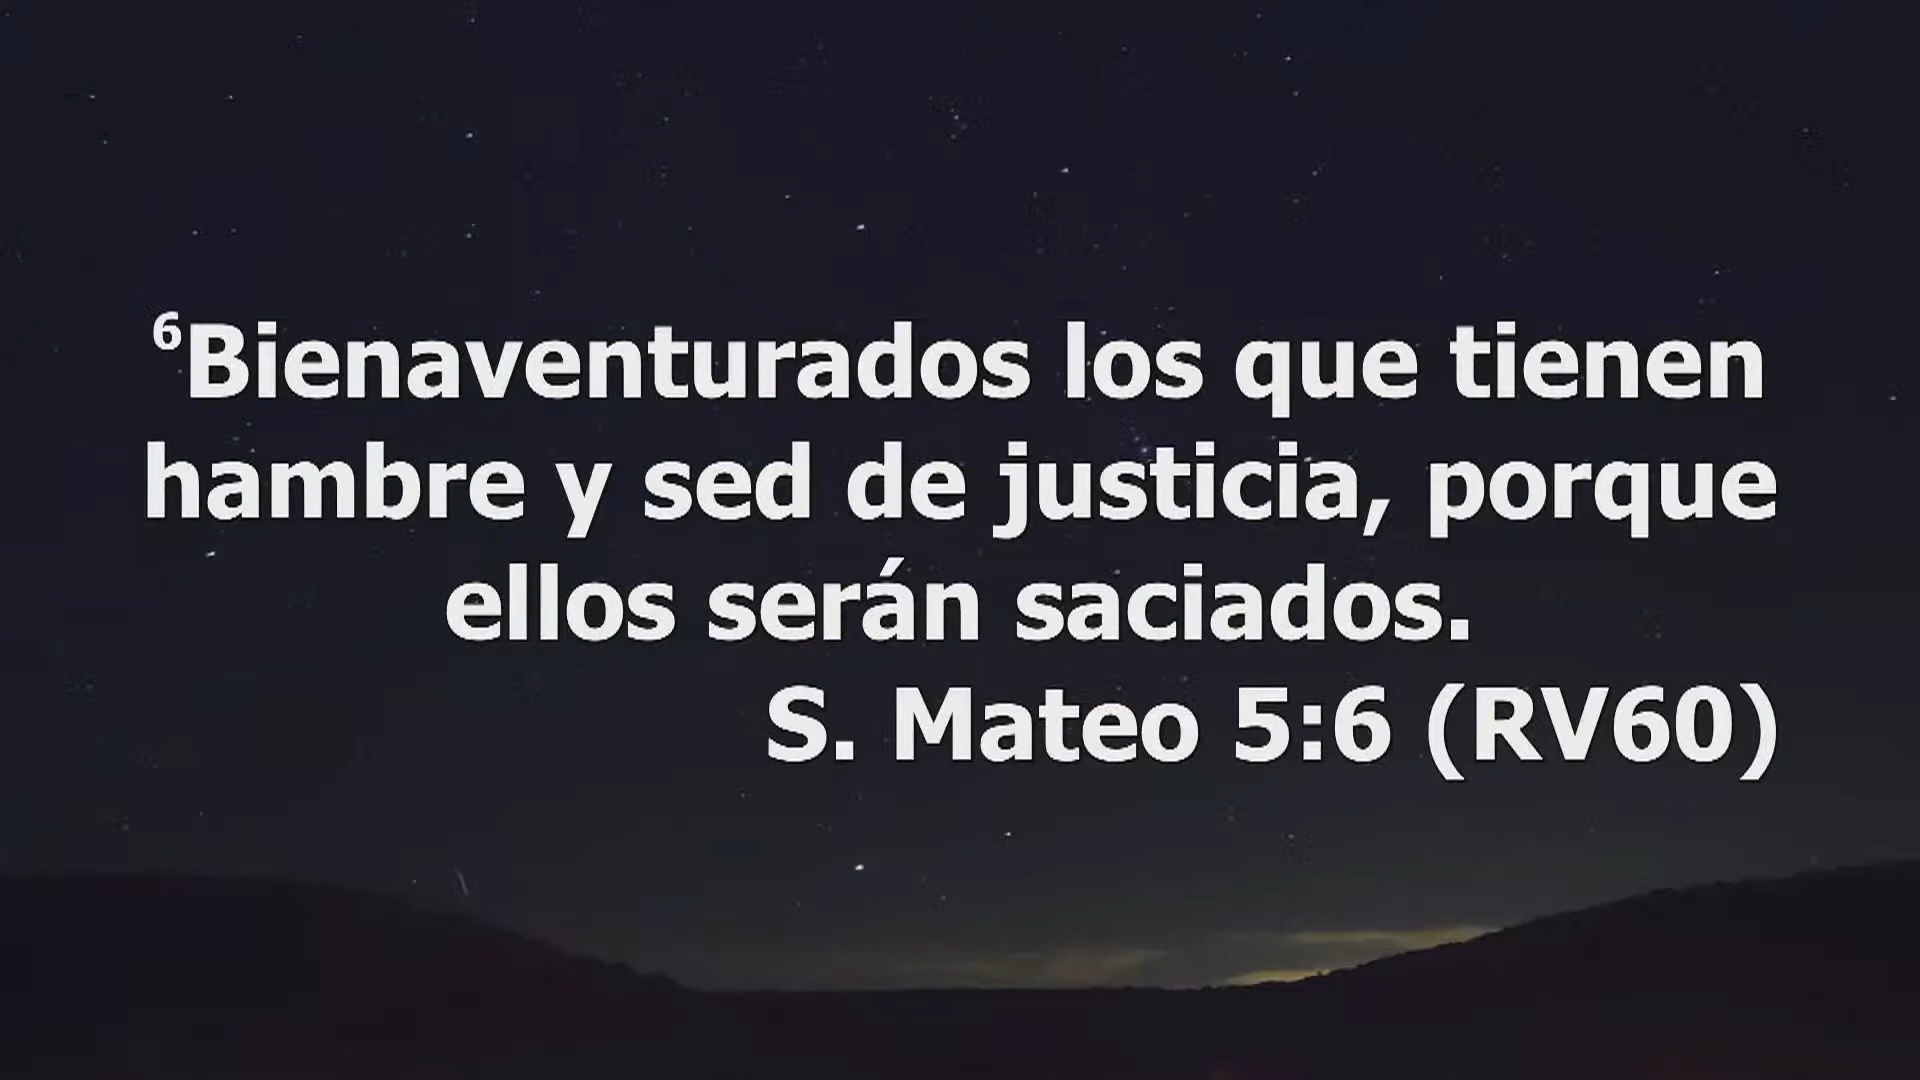 ⁶Bienaventurados los que tienen
hambre y sed de justicia, porque
ellos serán saciados.
S. Mateo 5:6 (RV60)